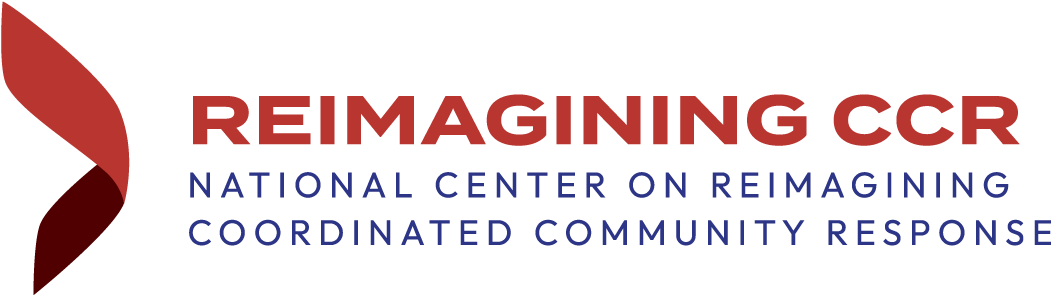 REIMAGINING CCR
NATIONAL CENTER ON REIMAGINING
COORDINATED COMMUNITY RESPONSE